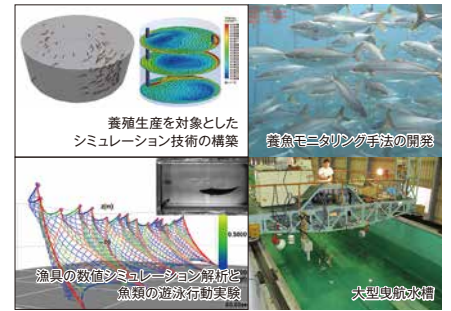 養殖生産を対象とした
シミュレーション技術の構築
養魚モニタリング手法の開発
z(m)
0.5000
漁具の数値シミュレーション解析と
魚類の遊泳行動実験
大型曳航水槽